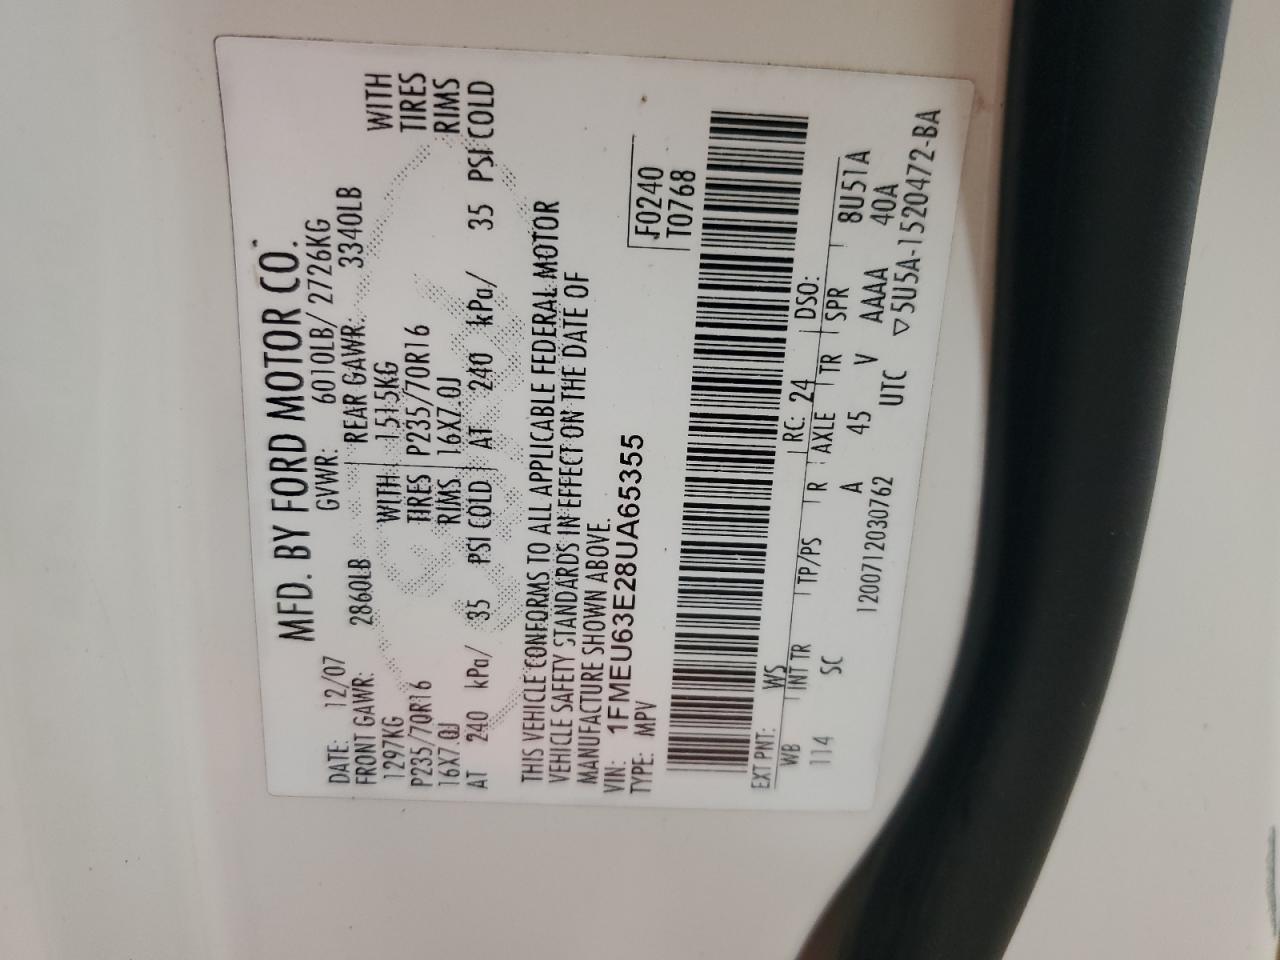 MFD. BY FORD MOTOR CO.
DATE: 12/07 GVWR: 6010LB/ 2726KG
FRONT GAWR: 2860LB REAR GAWR: 3340LB
1297KG WITH 1515KG WITH
P235/70R16 TIRES P235/70R16 TIRES
16X7.0J RIMS 16X7.0J RIMS
AT 240 kPa/ 35 PSI COLD AT 240 kPa/ 35 PSI COLD
THIS VEHICLE CONFORMS TO ALL APPLICABLE FEDERAL MOTOR
VEHICLE SAFETY STANDARDS IN EFFECT ON THE DATE OF
MANUFACTURE SHOWN ABOVE.
VIN: 1FMEU63E28UA65355 F0240
TYPE: MPV T0768
EXT PNT: WS RC: 24 DSO:
WB INT TR TP/PS R AXLE TR SPR 8U51A
114 SC A 45 V AAAA 40A
1200712030762 UTC ▽5U5A-1520472-BA